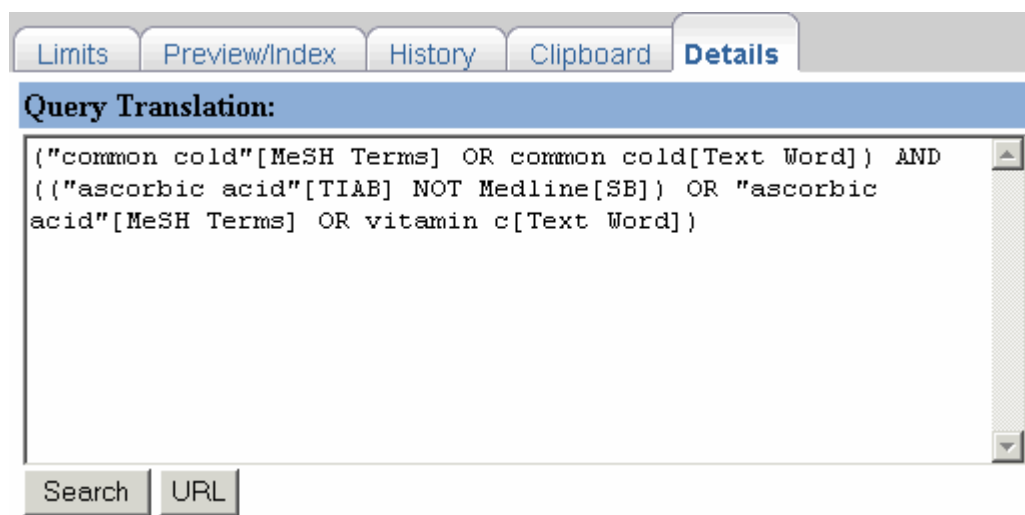 Limits Preview/Index History Clipboard Details
Query Translation:
("common cold"[MeSH Terms] OR common cold[Text Word]) AND
(("ascorbic acid"[TIAB] NOT Medline[SB]) OR "ascorbic
acid"[MeSH Terms] OR vitamin c[Text Word])
Search URL